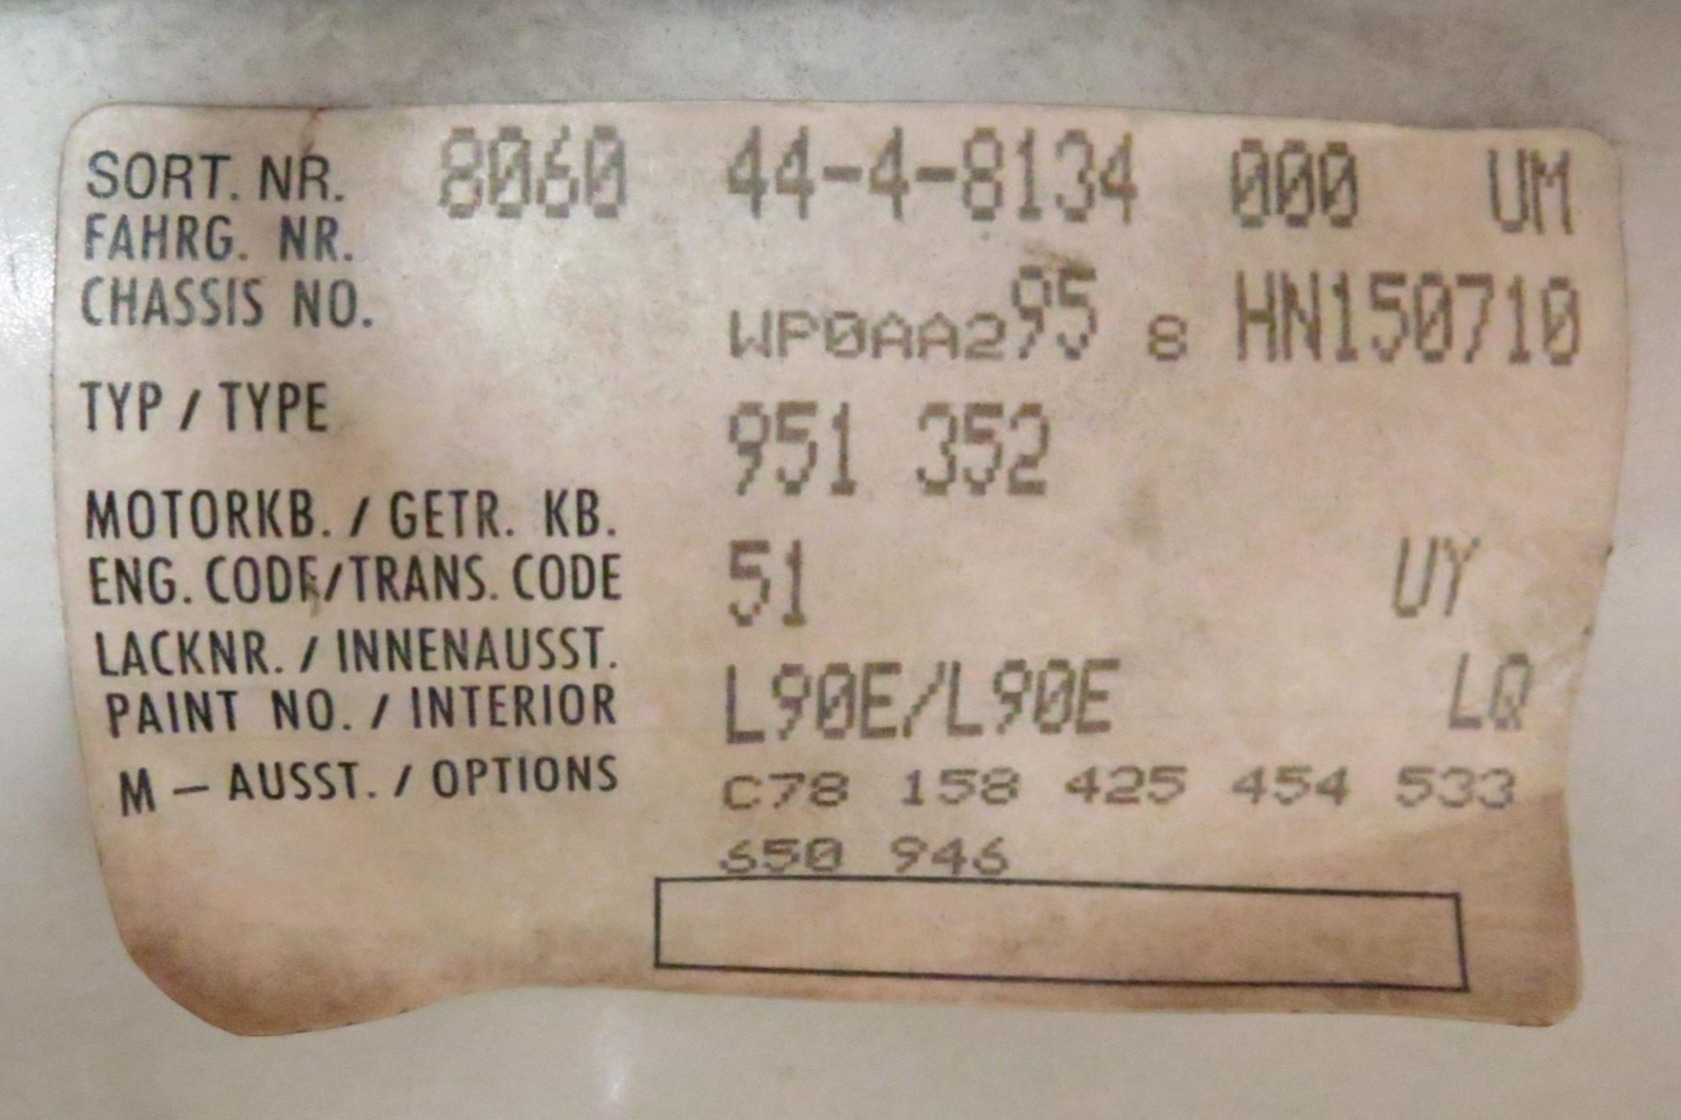 SORT. NR. 8060 44-4-8134 000 UM
FAHRG. NR.
CHASSIS NO. WP0AA295 8 HN150710
TYP / TYPE 951 352
MOTORKB. / GETR. KB.
ENG. CODE/TRANS. CODE 51 UY
LACKNR. / INNENAUSST.
PAINT NO. / INTERIOR L90E/L90E LQ
M – AUSST. / OPTIONS C78 158 425 454 533
650 946